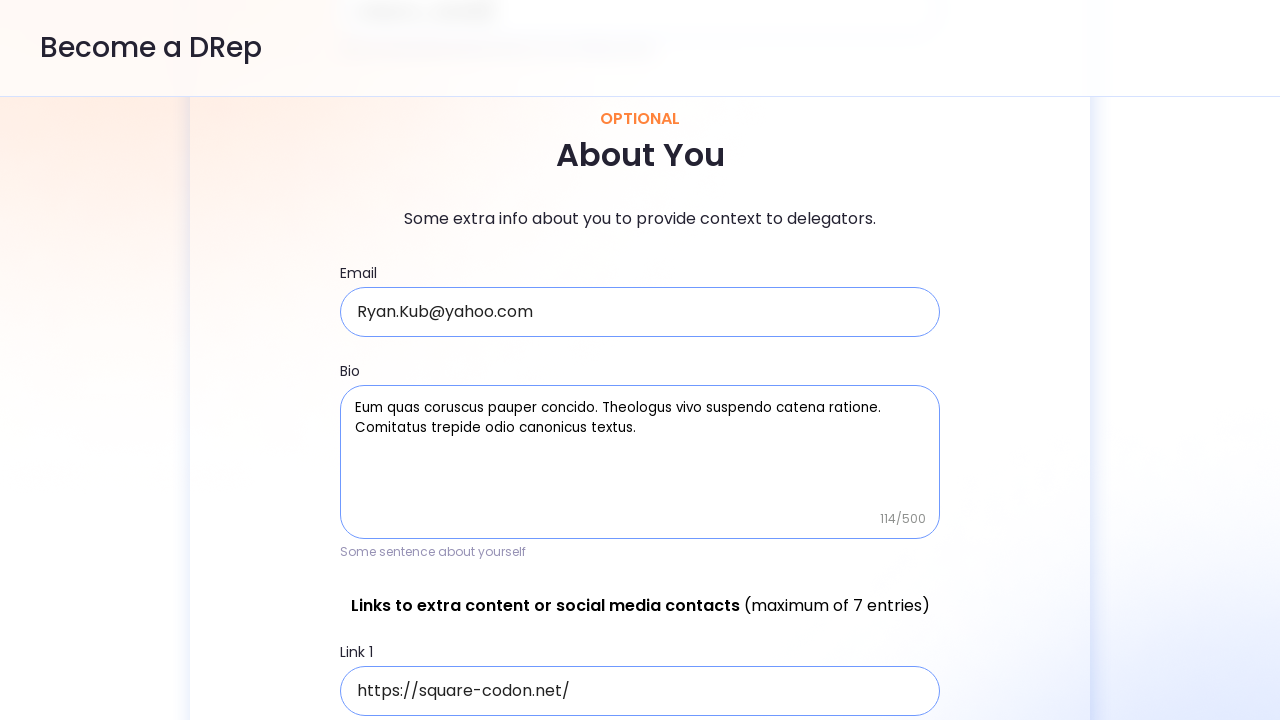 Become a DRep
OPTIONAL
About You
Some extra info about you to provide context to delegators.
Email
Ryan.Kub@yahoo.com
Bio
Eum quas coruscus pauper concido. Theologus vivo suspendo catena ratione.
Comitatus trepide odio canonicus textus.
114/500
Some sentence about yourself
Links to extra content or social media contacts (maximum of 7 entries)
Link 1
https://square-codon.net/